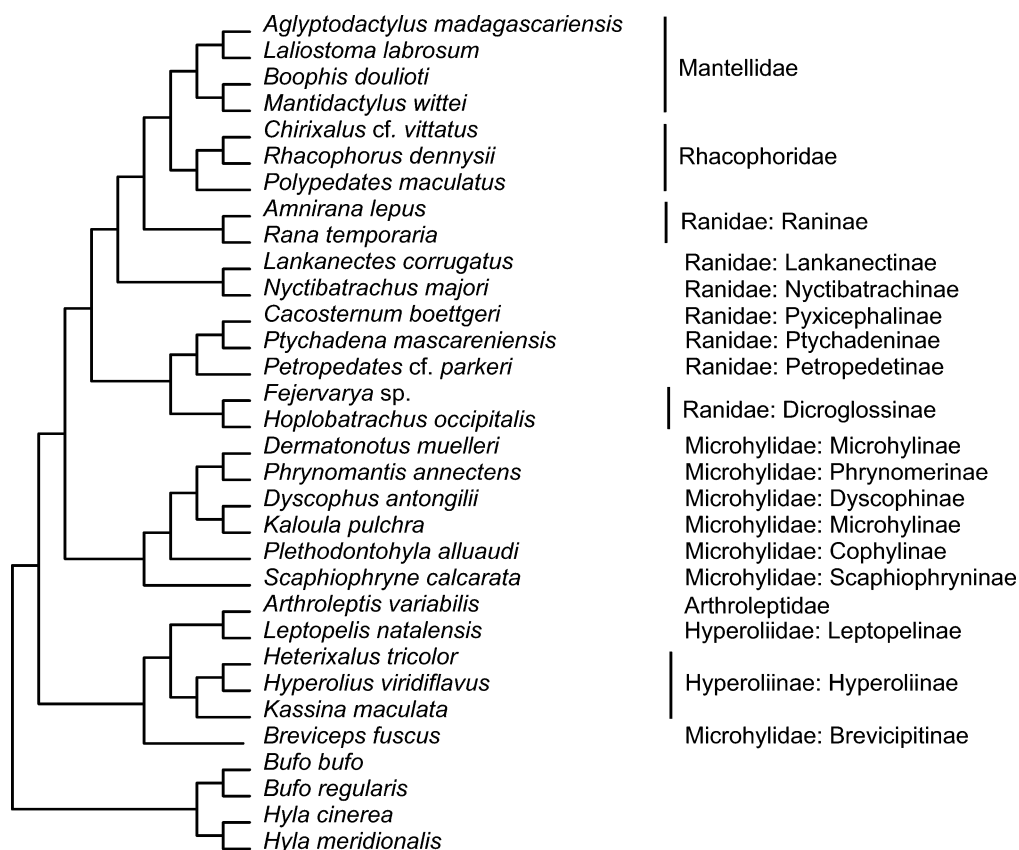 Aglyptodactylus madagascariensis
Laliostoma labrosum
Boophis doulioti
Mantidactylus wittei
Mantellidae
Chirixalus cf. vittatus
Rhacophorus dennysii
Polypedates maculatus
Rhacophoridae
Amnirana lepus
Rana temporaria
Ranidae: Raninae
Lankanectes corrugatus Ranidae: Lankanectinae
Nyctibatrachus majori Ranidae: Nyctibatrachinae
Cacosternum boettgeri Ranidae: Pyxicephalinae
Ptychadena mascareniensis Ranidae: Ptychadeninae
Petropedates cf. parkeri Ranidae: Petropedetinae
Fejervarya sp.
Hoplobatrachus occipitalis
Ranidae: Dicroglossinae
Dermatonotus muelleri Microhylidae: Microhylinae
Phrynomantis annectens Microhylidae: Phrynomerinae
Dyscophus antongilii Microhylidae: Dyscophinae
Kaloula pulchra Microhylidae: Microhylinae
Plethodontohyla alluaudi Microhylidae: Cophylinae
Scaphiophryne calcarata Microhylidae: Scaphiophryninae
Arthroleptis variabilis Arthroleptidae
Leptopelis natalensis Hyperoliidae: Leptopelinae
Heterixalus tricolor
Hyperolius viridiflavus Hyperoliinae: Hyperoliinae
Kassina maculata
Breviceps fuscus Microhylidae: Brevicipitinae
Bufo bufo
Bufo regularis
Hyla cinerea
Hyla meridionalis